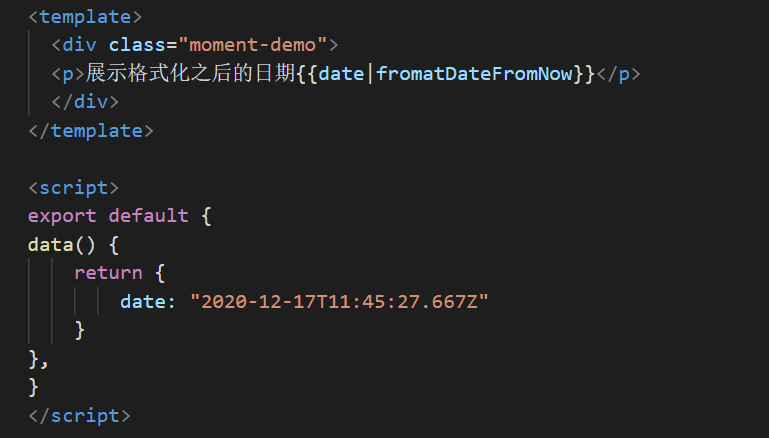 <template>
<div class="moment-demo">
<p>展示格式化之后的日期{{date|fromatDateFromNow}}</p>
</div>
</template>
<script>
export default {
data() {
return {
date: "2020-12-17T11:45:27.667Z"
}
},
}
</script>